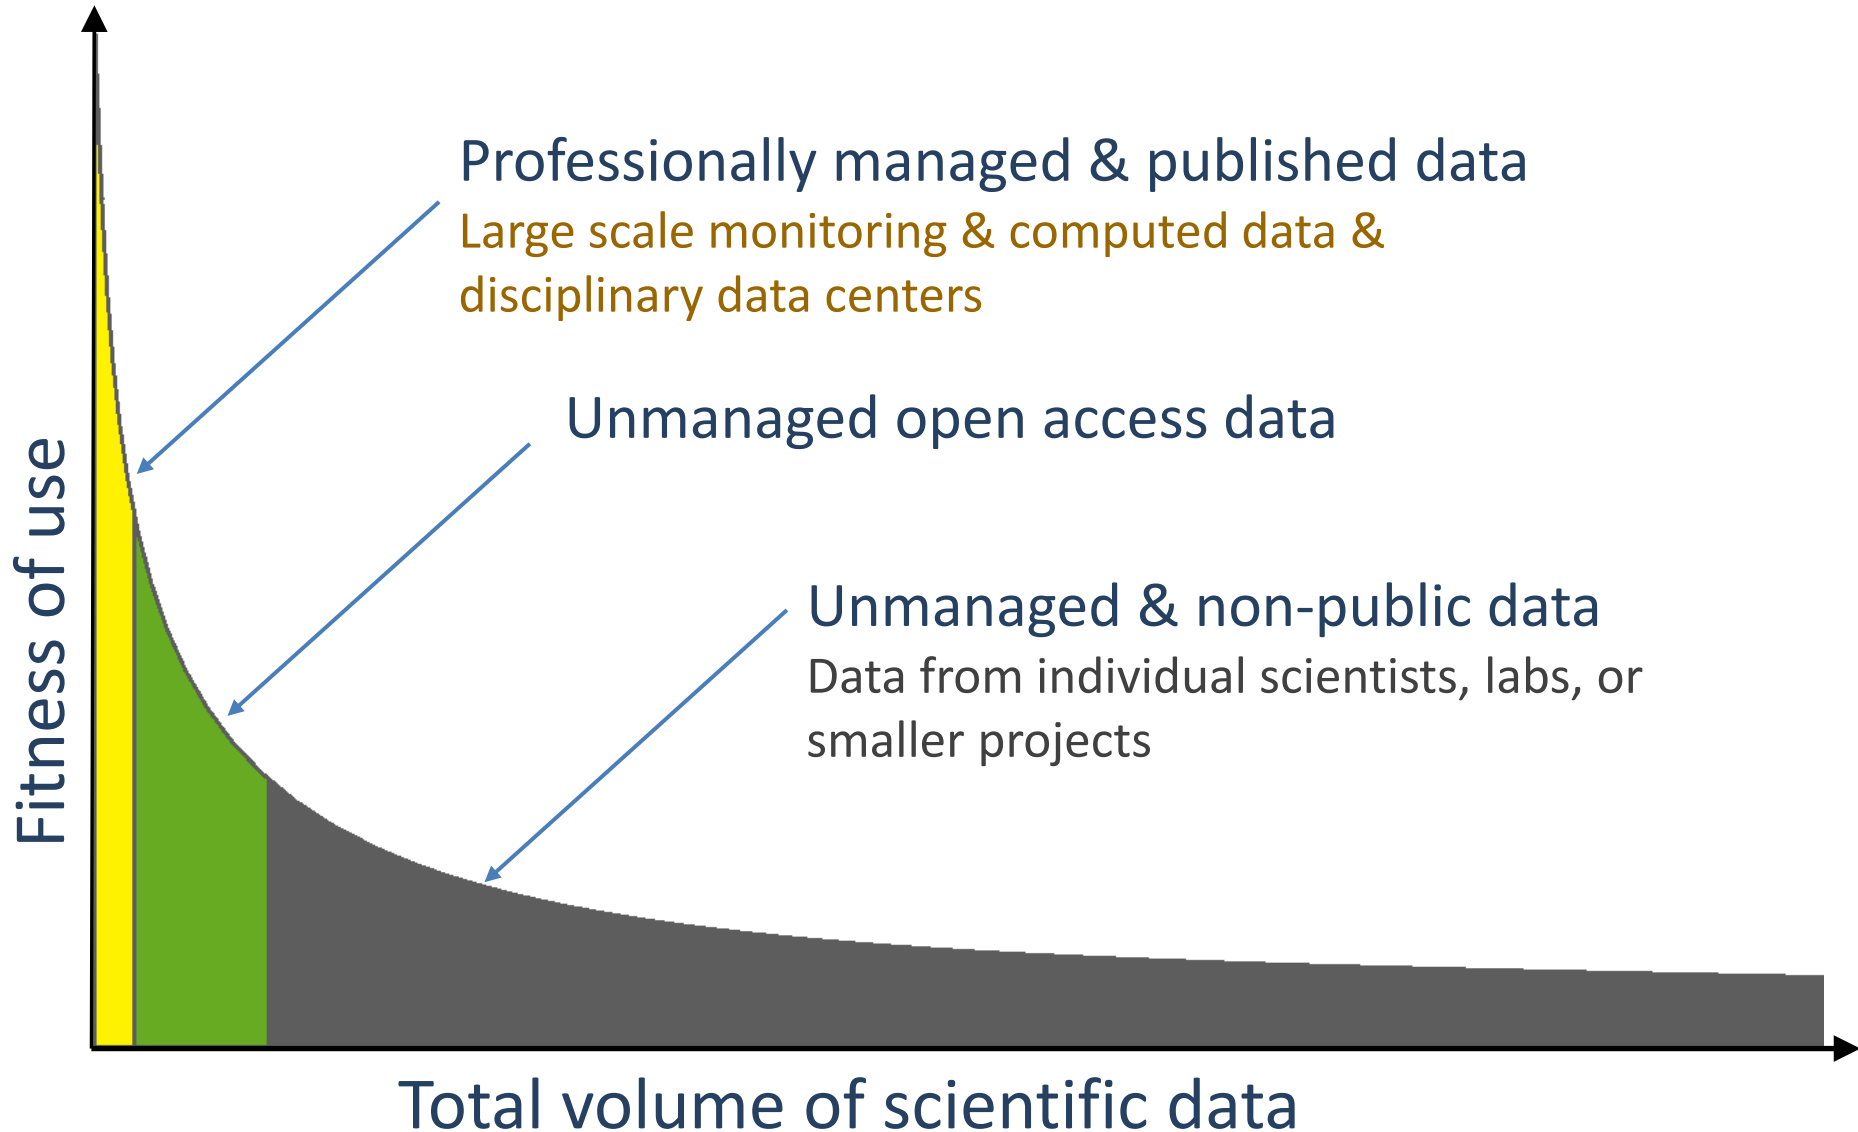 Professionally managed & published data
Large scale monitoring & computed data &
disciplinary data centers
Unmanaged open access data
Unmanaged & non-public data
Data from individual scientists, labs, or
smaller projects
Fitness of use
Total volume of scientific data